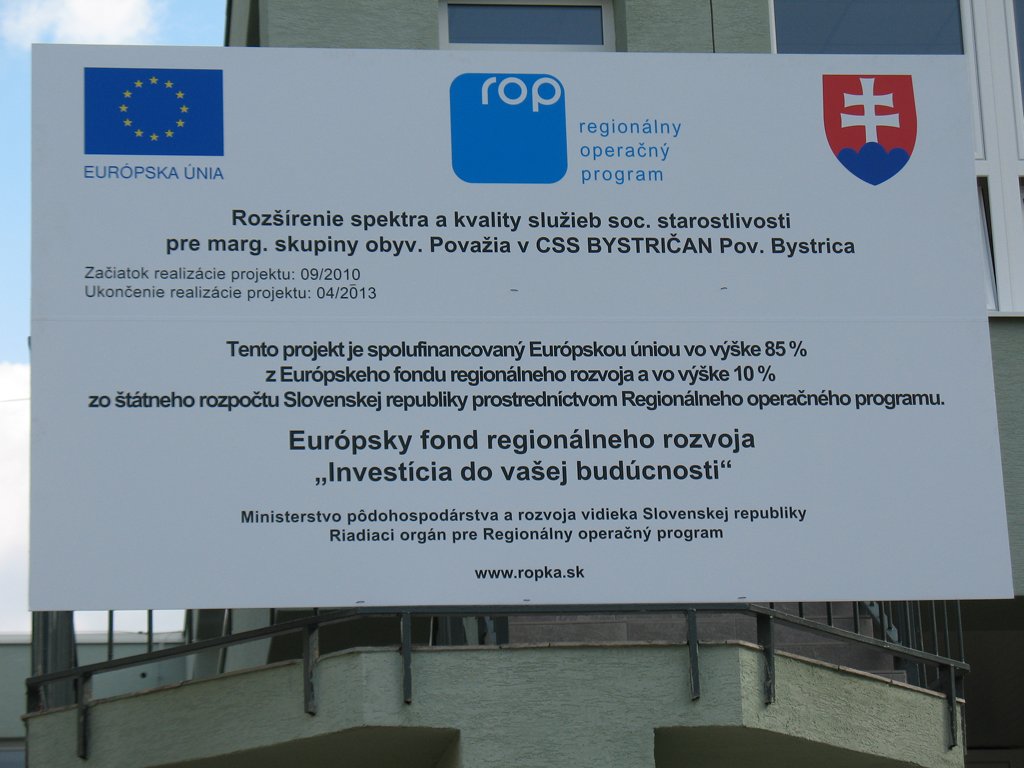 EURÓPSKA ÚNIA
rop
regionálny
operačný
program
Rozšírenie spektra a kvality služieb soc. starostlivosti
pre marg. skupiny obyv. Považia v CSS BYSTRIČAN Pov. Bystrica
Začiatok realizácie projektu: 09/2010
Ukončenie realizácie projektu: 04/2013
Tento projekt je spolufinancovaný Európskou úniou vo výške 85 %
z Európskeho fondu regionálneho rozvoja a vo výške 10 %
zo štátneho rozpočtu Slovenskej republiky prostredníctvom Regionálneho operačného programu.
Európsky fond regionálneho rozvoja
„Investícia do vašej budúcnosti“
Ministerstvo pôdohospodárstva a rozvoja vidieka Slovenskej republiky
Riadiaci orgán pre Regionálny operačný program
www.ropka.sk